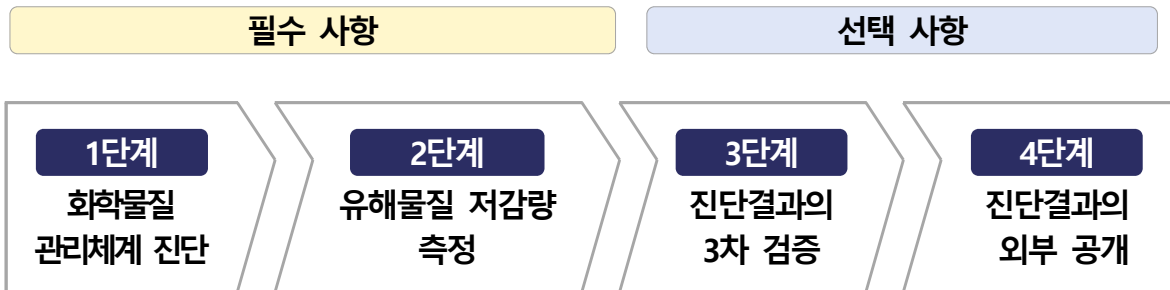 필수 사항
선택 사항
1단계
화학물질
관리체계 진단
2단계
유해물질 저감량
측정
3단계
진단결과의
3차 검증
4단계
진단결과의
외부 공개